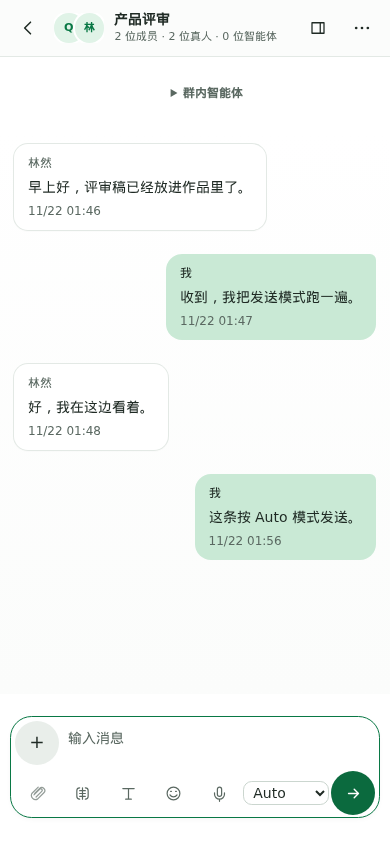 Q 林 产品评审
2 位成员 · 2 位真人 · 0 位智能体
▶ 群内智能体
林然
早上好，评审稿已经放进作品里了。
11/22 01:46
我
收到，我把发送模式跑一遍。
11/22 01:47
林然
好，我在这边看着。
11/22 01:48
我
这条按 Auto 模式发送。
11/22 01:56
输入消息
Auto